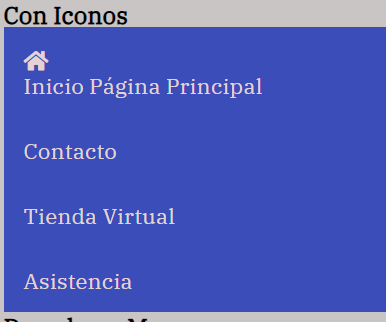 Con Iconos
Inicio Página Principal
Contacto
Tienda Virtual
Asistencia